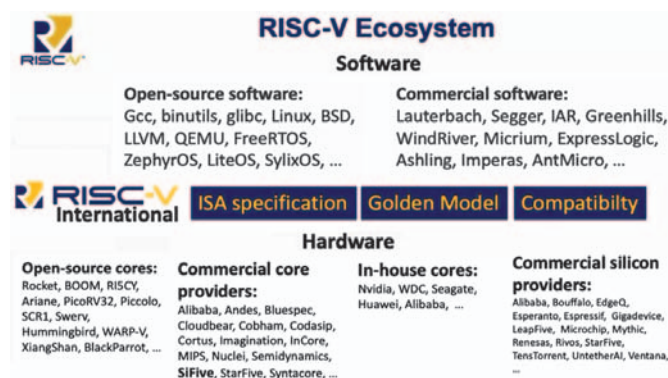 RISC-V
RISC-V Ecosystem
Software
Open-source software:
Gcc, binutils, glibc, Linux, BSD,
LLVM, QEMU, FreeRTOS,
ZephyrOS, LiteOS, SylixOS, ...
Commercial software:
Lauterbach, Segger, IAR, Greenhills,
WindRiver, Micrium, ExpressLogic,
Ashling, Imperas, AntMicro, ...
RISC-V
International
ISA specification
Golden Model
Compatibilty
Hardware
Open-source cores:
Rocket, BOOM, RISCY,
Ariane, PicoRV32, Piccolo,
SCR1, Swerv,
Hummingbird, WARP-V,
XiangShan, BlackParrot, ...
Commercial core
providers:
Alibaba, Andes, Bluespec,
Cloudbear, Cobham, Codasip,
Cortus, Imagination, InCore,
MIPS, Nuclei, Semidynamics,
SiFive, StarFive, Syntacore, ...
In-house cores:
Nvidia, WDC, Seagate,
Huawei, Alibaba, ...
Commercial silicon
providers:
Alibaba, Bouffalo, EdgeQ,
Esperanto, Espressif, Gigadevice,
LeapFive, Microchip, Mythic,
Renesas, Rivos, StarFive,
TensTorrent, UntetherAI, Ventana,
...